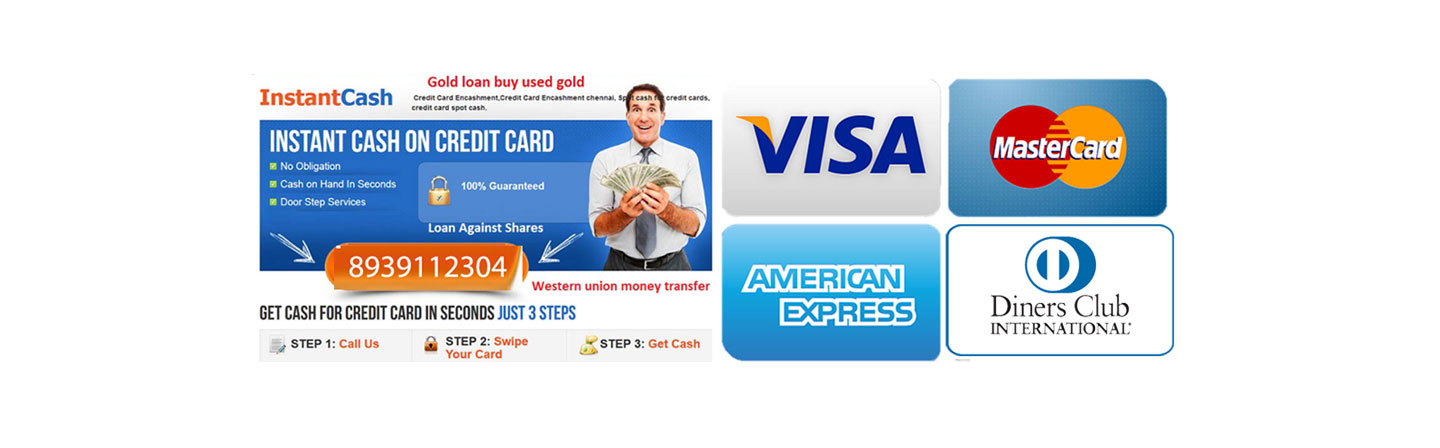 Gold loan buy used gold
InstantCash
Credit Card Encashment,Credit Card Encashment chennai, Spot cash for credit cards,
credit card spot cash.
INSTANT CASH ON CREDIT CARD
No Obligation
Cash on Hand In Seconds
Door Step Services
100% Guaranteed
Loan Against Shares
8939112304
Western union money transfer
GET CASH FOR CREDIT CARD IN SECONDS JUST 3 STEPS
STEP 1: Call Us
STEP 2: Swipe
Your Card
STEP 3: Get Cash
VISA
MasterCard
AMERICAN
EXPRESS
Diners Club
INTERNATIONAL